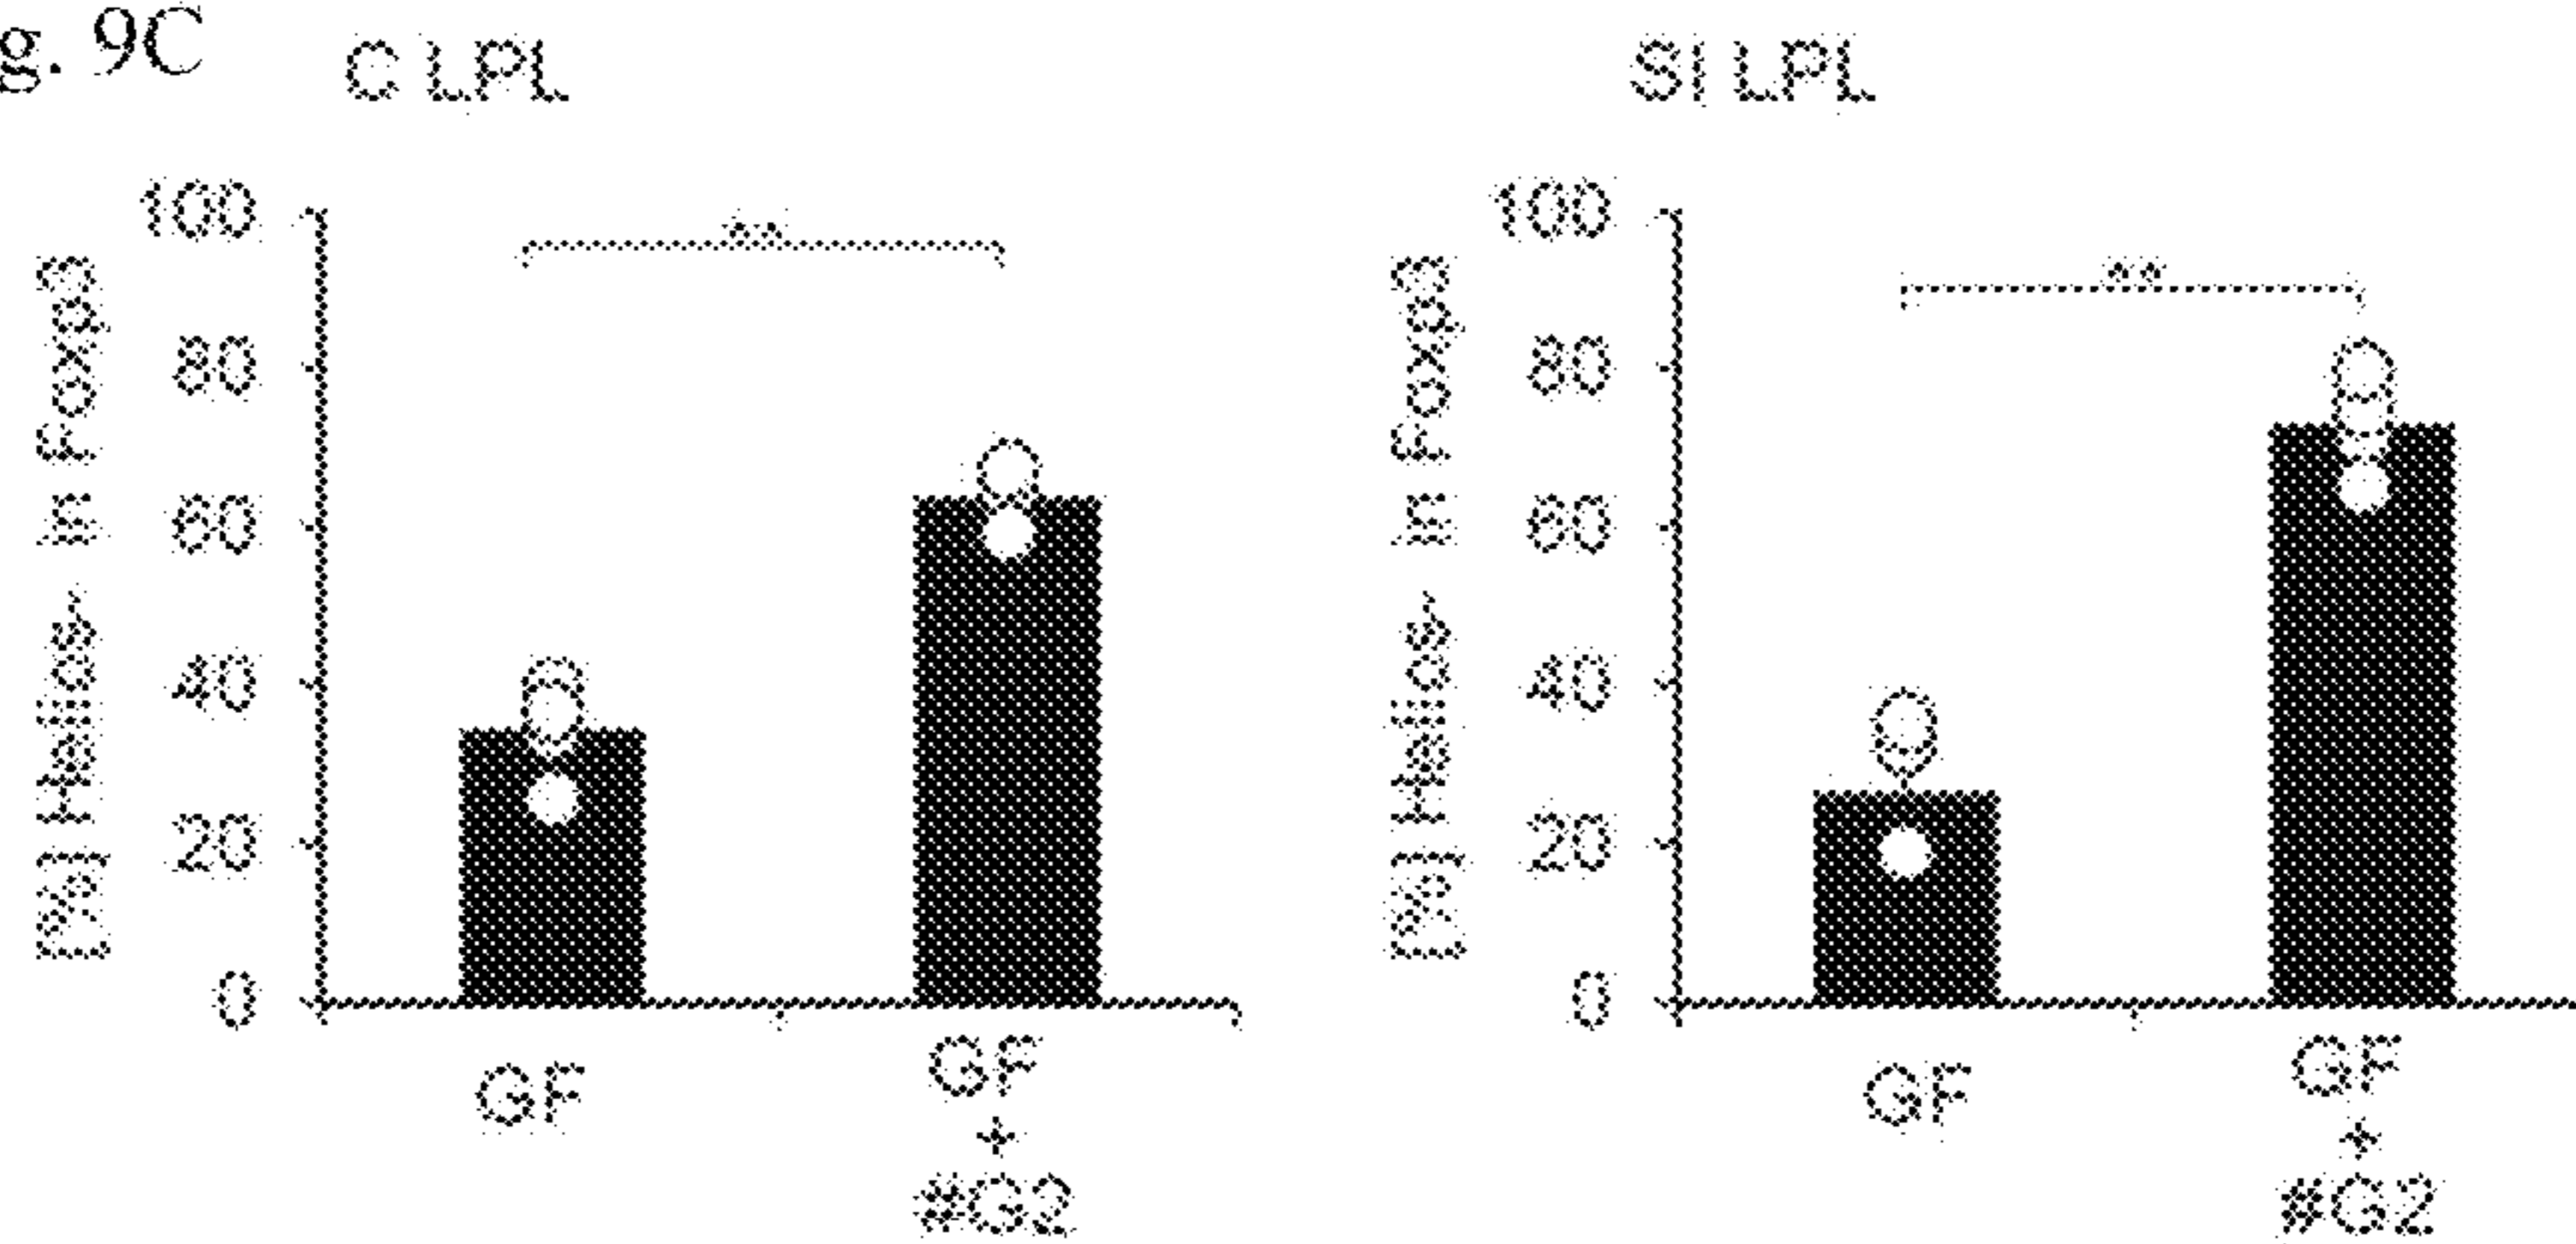 g. 9C
C LPL
[%] Helios- in Foxp3
100
80
60
40
20
0
**
GF
GF
+
#G2
SI LPL
[%] Helios- in Foxp3
100
80
60
40
20
0
**
GF
GF
+
#G2